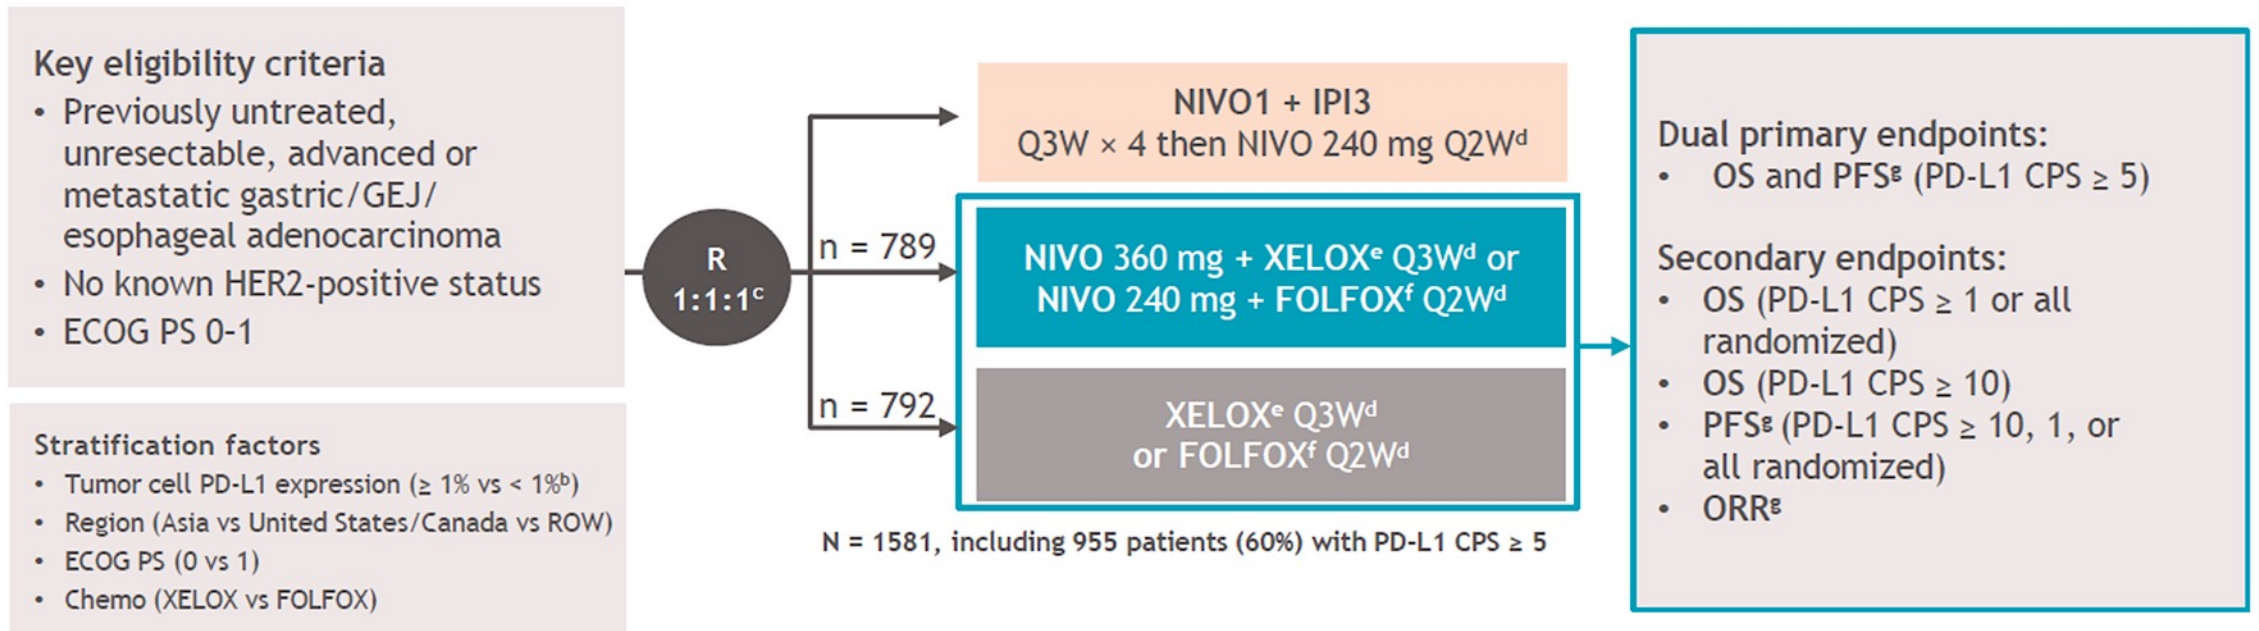 Key eligibility criteria
• Previously untreated,
unresectable, advanced or
metastatic gastric/GEJ/
esophageal adenocarcinoma
• No known HER2-positive status
• ECOG PS 0-1
Stratification factors
• Tumor cell PD-L1 expression (≥ 1% vs < 1%ᵇ)
• Region (Asia vs United States/Canada vs ROW)
• ECOG PS (0 vs 1)
• Chemo (XELOX vs FOLFOX)
R
1:1:1ᶜ
n = 789
n = 792
NIVO1 + IPI3
Q3W × 4 then NIVO 240 mg Q2Wᵈ
NIVO 360 mg + XELOXᵉ Q3Wᵈ or
NIVO 240 mg + FOLFOXᶠ Q2Wᵈ
XELOXᵉ Q3Wᵈ
or FOLFOXᶠ Q2Wᵈ
N = 1581, including 955 patients (60%) with PD-L1 CPS ≥ 5
Dual primary endpoints:
• OS and PFSᵍ (PD-L1 CPS ≥ 5)
Secondary endpoints:
• OS (PD-L1 CPS ≥ 1 or all
randomized)
• OS (PD-L1 CPS ≥ 10)
• PFSᵍ (PD-L1 CPS ≥ 10, 1, or
all randomized)
• ORRᵍ